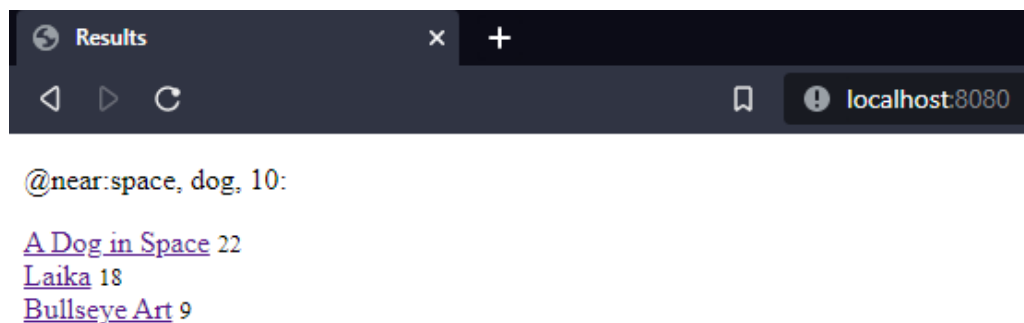 Results
localhost:8080
@near:space, dog, 10:
A Dog in Space 22
Laika 18
Bullseye Art 9